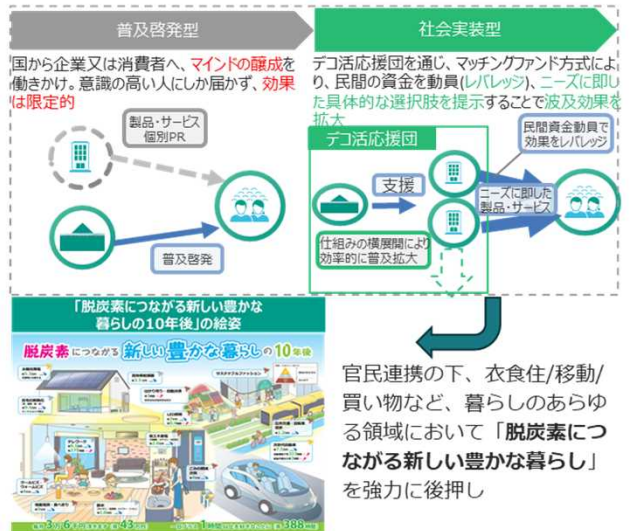 普及啓発型
社会実装型
国から企業又は消費者へ、マインドの醸成を
働きかけ。意識の高い人にしか届かず、効果
は限定的
製品・サービス
個別PR
普及啓発
デコ活応援団を通じ、マッチングファンド方式によ
り、民間の資金を動員(レバレッジ)、ニーズに即し
た具体的な選択肢を提示することで波及効果を
拡大
デコ活応援団
民間資金動員で
効果をレバレッジ
支援
ニーズに即した
製品・サービス
仕組みの横展開により
効率的に普及拡大
「脱炭素につながる新しい豊かな
暮らしの10年後」の絵姿
脱炭素につながる新しい豊かな暮らしの10年後
官民連携の下、衣食住/移動/
買い物など、暮らしのあらゆ
る領域において「脱炭素につ
ながる新しい豊かな暮らし」
を強力に後押し
テレワーク